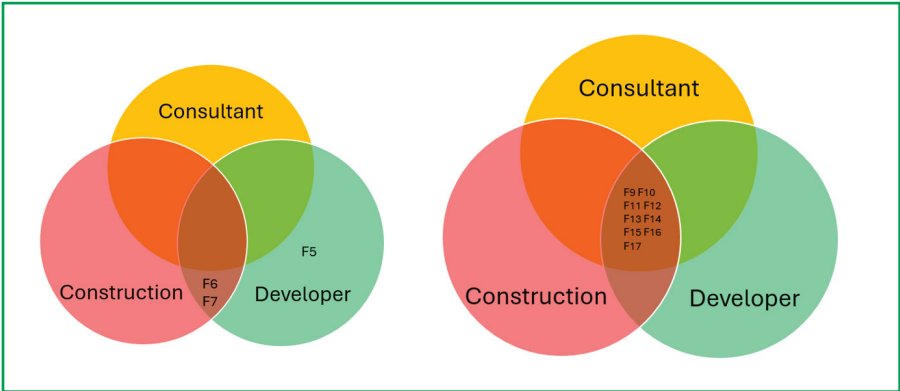 Consultant
F5
F6
F7
Construction
Developer
Consultant
F9 F10
F11 F12
F13 F14
F15 F16
F17
Construction
Developer